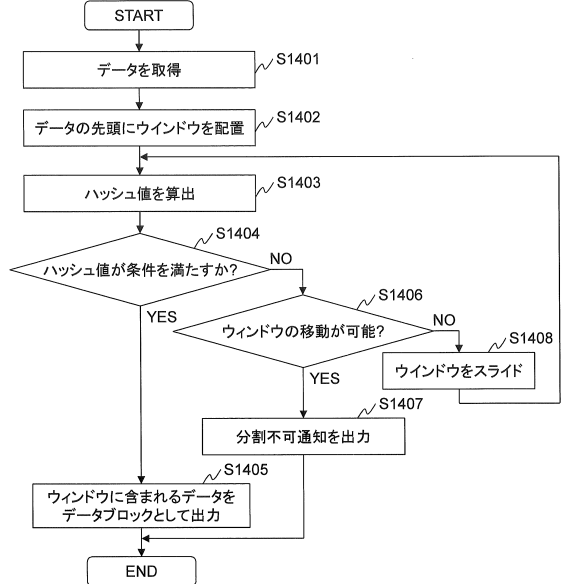 START
データを取得
S1401
データの先頭にウインドウを配置
S1402
ハッシュ値を算出
S1403
ハッシュ値が条件を満たすか?
S1404
NO
YES
ウィンドウの移動が可能?
S1406
NO
YES
ウインドウをスライド
S1408
分割不可通知を出力
S1407
ウィンドウに含まれるデータを
データブロックとして出力
S1405
END